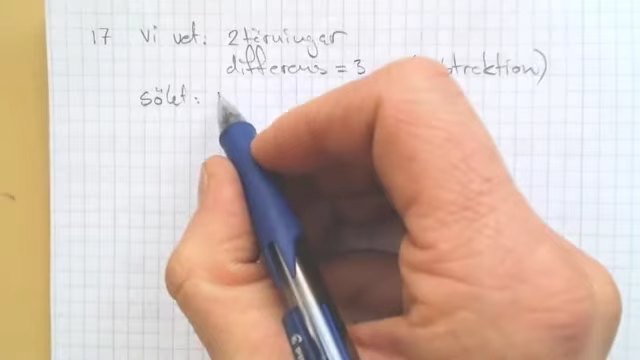 17 Vi vet: 2 tärningar
differens = 3
sökt: